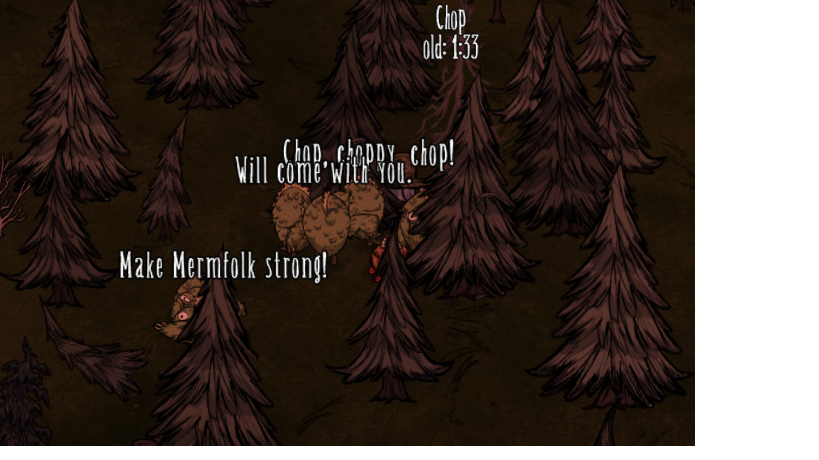 Chop
old: 1:33
Chop, choppy chop!
Will come with you.
Make Mermfolk strong!